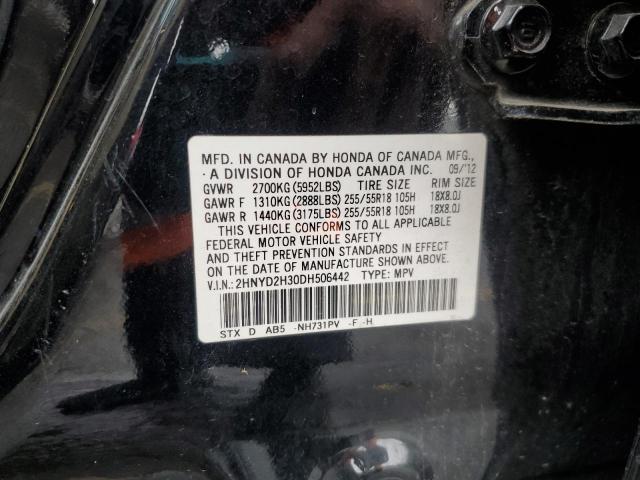 MFD. IN CANADA BY HONDA OF CANADA MFG.,
·A DIVISION OF HONDA CANADA INC. 09/'12
GVWR 2700KG(5952LBS) TIRE SIZE RIM SIZE
GAWR F 1310KG(2888LBS) 255/55R18 105H 18X8.0J
GAWR R 1440KG(3175LBS) 255/55R18 105H 18X8.0J
THIS VEHICLE CONFORMS TO ALL APPLICABLE
FEDERAL MOTOR VEHICLE SAFETY
AND THEFT PREVENTION STANDARDS IN EFFECT
ON THE DATE OF MANUFACTURE SHOWN ABOVE.
V.I.N.: 2HNYD2H30DH506442 TYPE: MPV
STX D AB5 -NH731PV -F -H